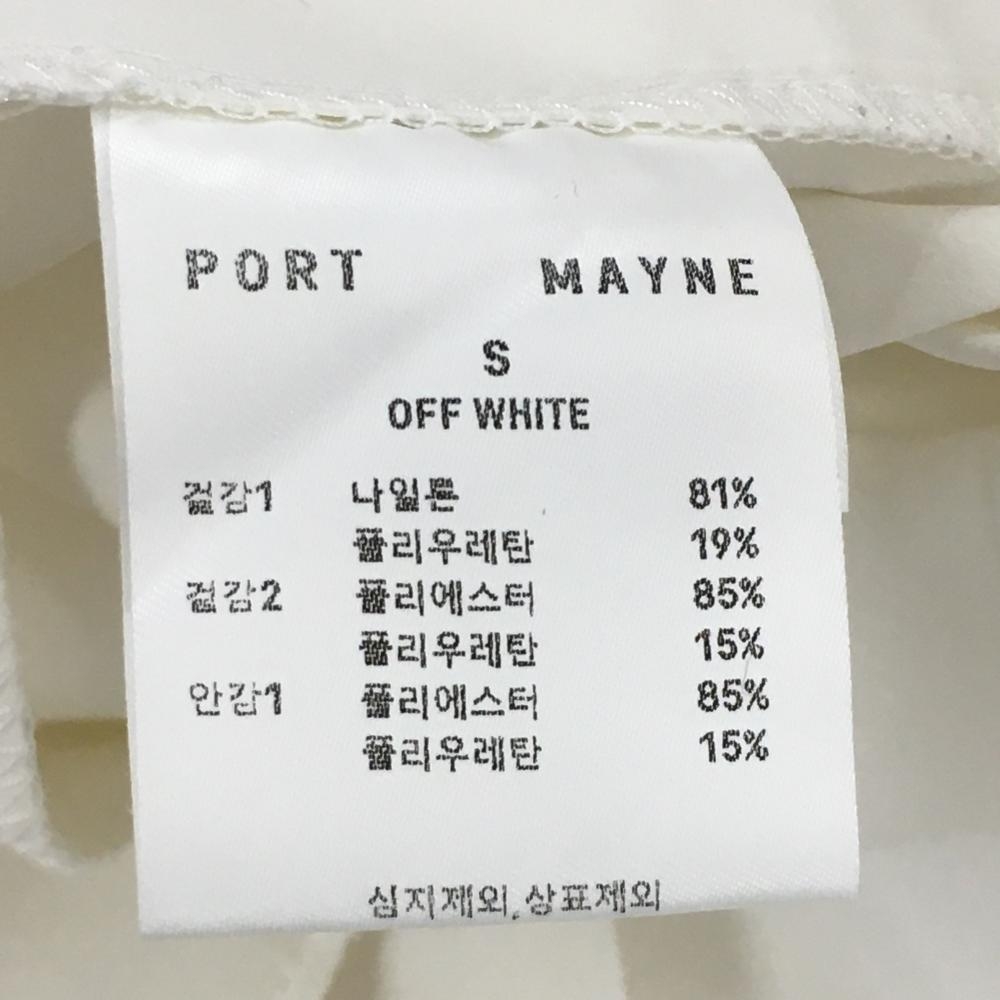 PORT MAYNE
S
OFF WHITE
겉감1 나일론 81%
폴리우레탄 19%
겉감2 폴리에스터 85%
폴리우레탄 15%
안감1 폴리에스터 85%
폴리우레탄 15%
심지제외,상표제외